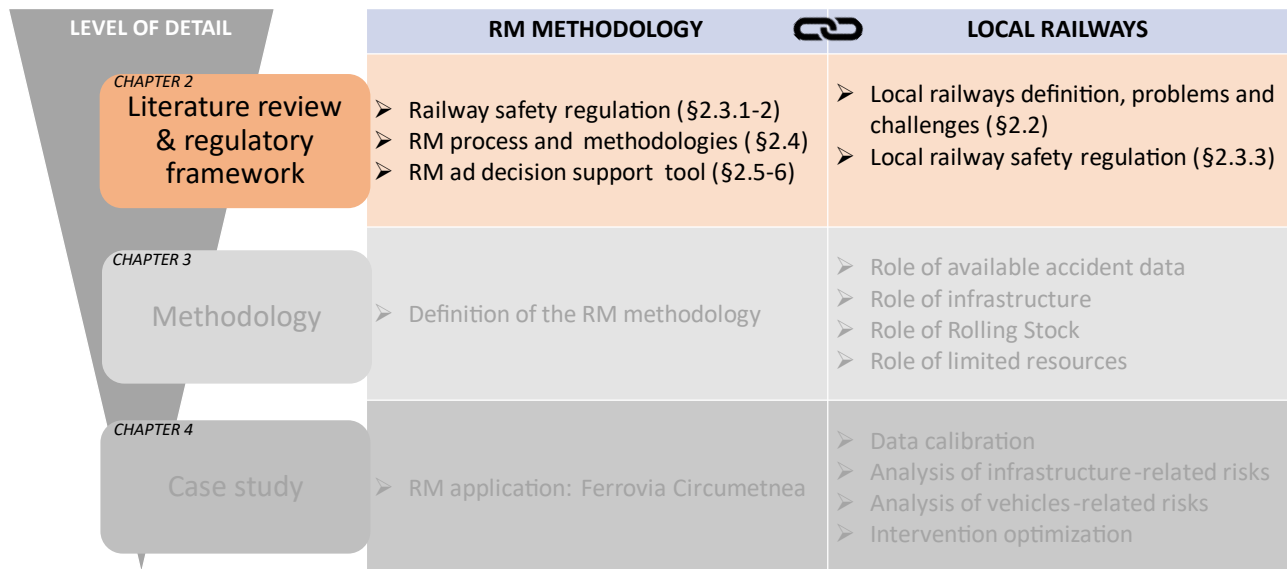 LEVEL OF DETAIL
RM METHODOLOGY
LOCAL RAILWAYS
CHAPTER 2
Literature review
& regulatory
framework
➢ Railway safety regulation (§2.3.1-2)
➢ RM process and methodologies (§2.4)
➢ RM ad decision support tool (§2.5-6)
➢ Local railways definition, problems and
challenges (§2.2)
➢ Local railway safety regulation (§2.3.3)
CHAPTER 3
Methodology
➢ Definition of the RM methodology
➢ Role of available accident data
➢ Role of infrastructure
➢ Role of Rolling Stock
➢ Role of limited resources
CHAPTER 4
Case study
➢ RM application: Ferrovia Circumetnea
➢ Data calibration
➢ Analysis of infrastructure-related risks
➢ Analysis of vehicles-related risks
➢ Intervention optimization